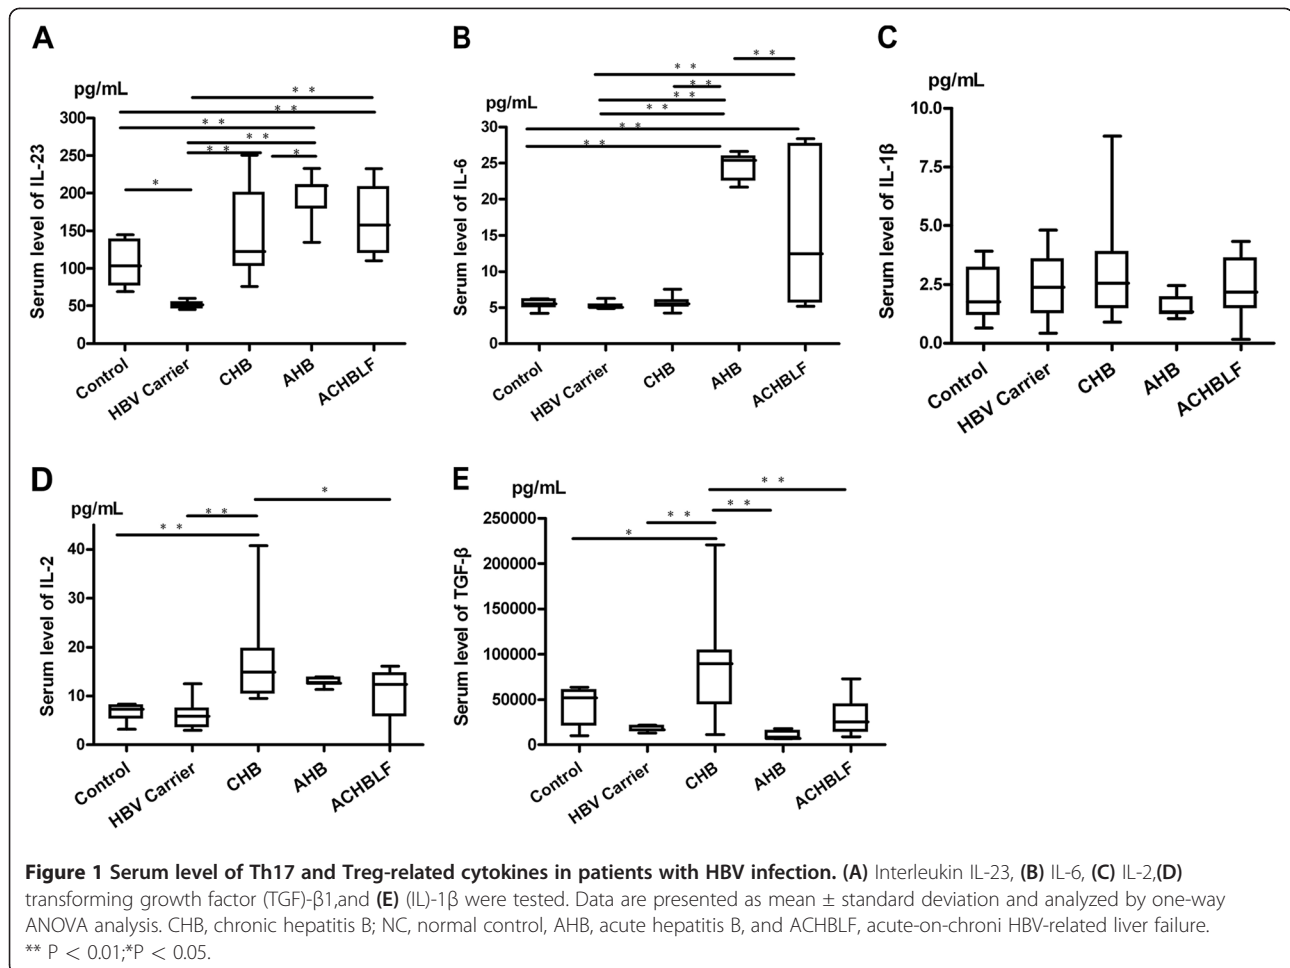 A
pg/mL
Serum level of IL-23
300
250
200
150
100
50
0
* *
* *
* *
* *
* *
*
*
Control
HBV Carrier
CHB
AHB
ACHBLF
B
pg/mL
Serum level of IL-6
30
25
20
15
10
5
0
* *
* *
* *
* *
* *
* *
* *
Control
HBV Carrier
CHB
AHB
ACHBLF
C
pg/mL
Serum level of IL-1β
10.0
7.5
5.0
2.5
0.0
Control
HBV Carrier
CHB
AHB
ACHBLF
D
pg/mL
Serum level of IL-2
40
30
20
10
0
*
* *
* *
Control
HBV Carrier
CHB
AHB
ACHBLF
E
pg/mL
Serum level of TGF-β
250000
200000
150000
100000
50000
0
* *
* *
* *
*
Control
HBV Carrier
CHB
AHB
ACHBLF
Figure 1 Serum level of Th17 and Treg-related cytokines in patients with HBV infection. (A) Interleukin IL-23, (B) IL-6, (C) IL-2,(D)
transforming growth factor (TGF)-β1,and (E) (IL)-1β were tested. Data are presented as mean ± standard deviation and analyzed by one-way
ANOVA analysis. CHB, chronic hepatitis B; NC, normal control, AHB, acute hepatitis B, and ACHBLF, acute-on-chroni HBV-related liver failure.
** P < 0.01;*P < 0.05.